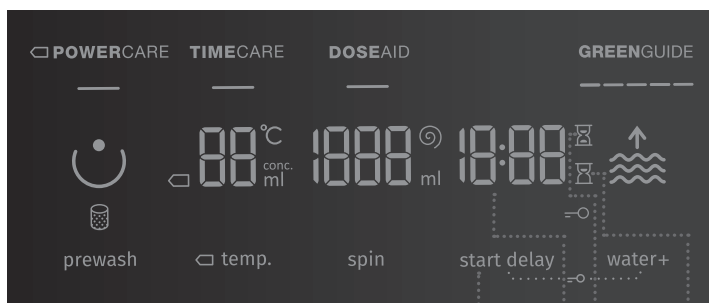 POWERCARE TIMECARE DOSEAID GREENGUIDE
88 °C 1888 18:88
conc.
ml ml
prewash temp. spin start delay water+